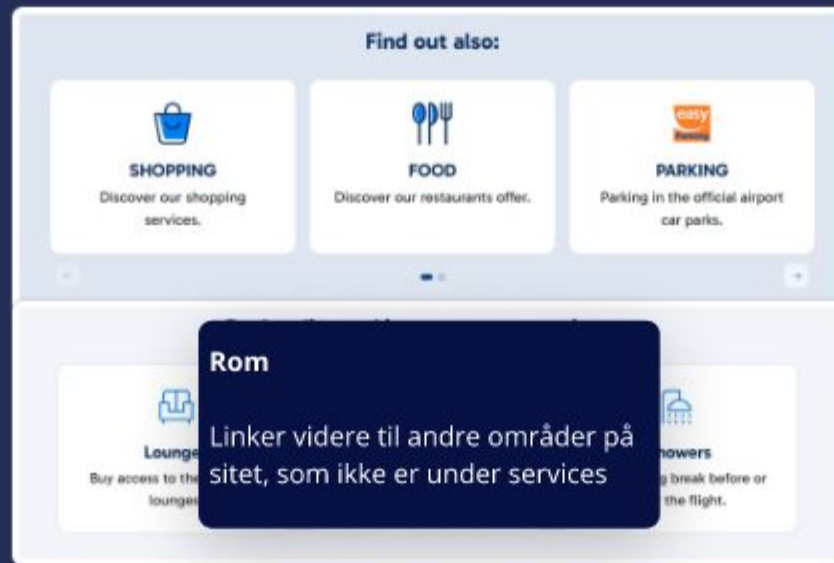 Find out also:
SHOPPING
Discover our shopping
services.
FOOD
Discover our restaurants offer.
easy
Parking
PARKING
Parking in the official airport
car parks.
Rom
Linker videre til andre områder på
sitet, som ikke er under services
Lounge
Buy access to the
lounges
howers
g break before or
the flight.